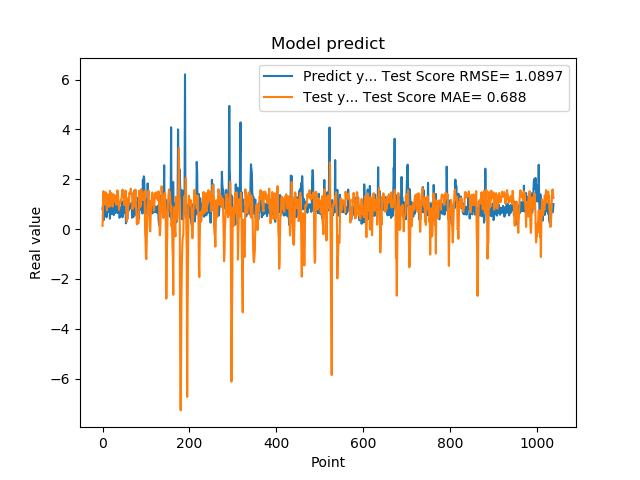 Model predict
Predict y... Test Score RMSE= 1.0897
Test y... Test Score MAE= 0.688
6
4
2
0
−2
−4
−6
Real value
0 200 400 600 800 1000
Point